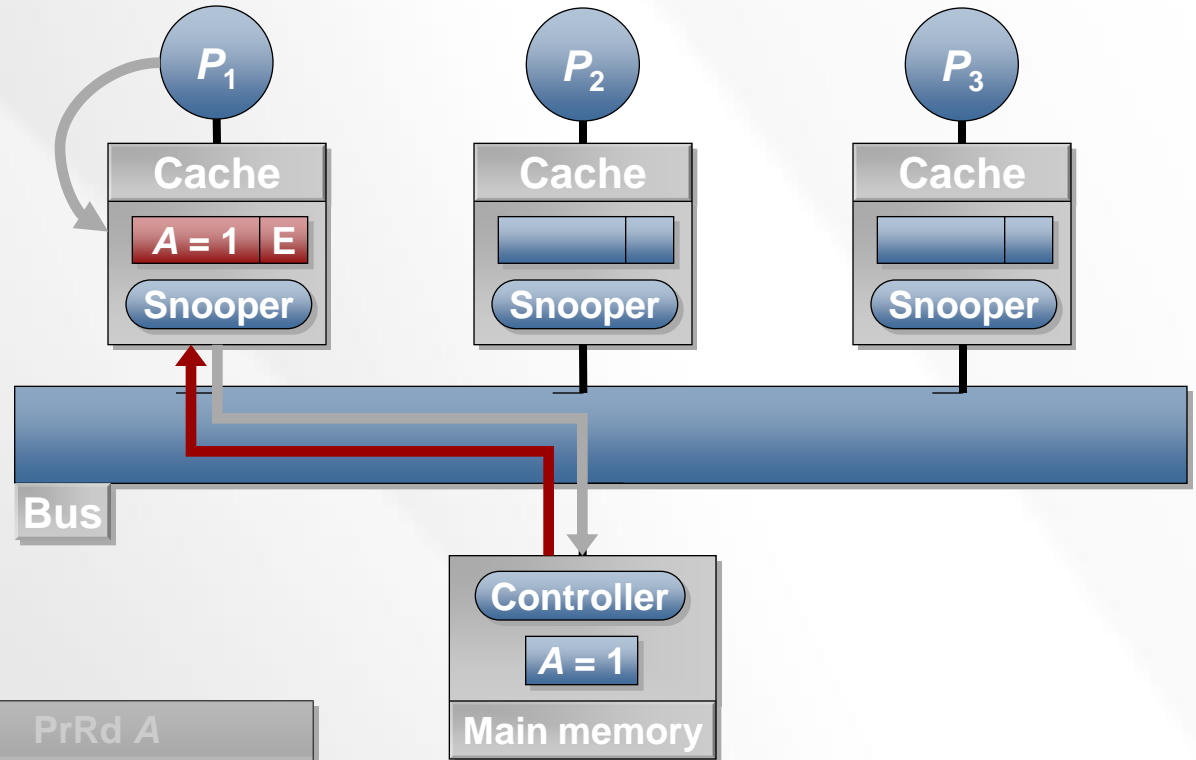 P1
P2
P3
Cache
Cache
Cache
A = 1 E
Snooper
Snooper
Snooper
Bus
Controller
A = 1
Main memory
PrRd A